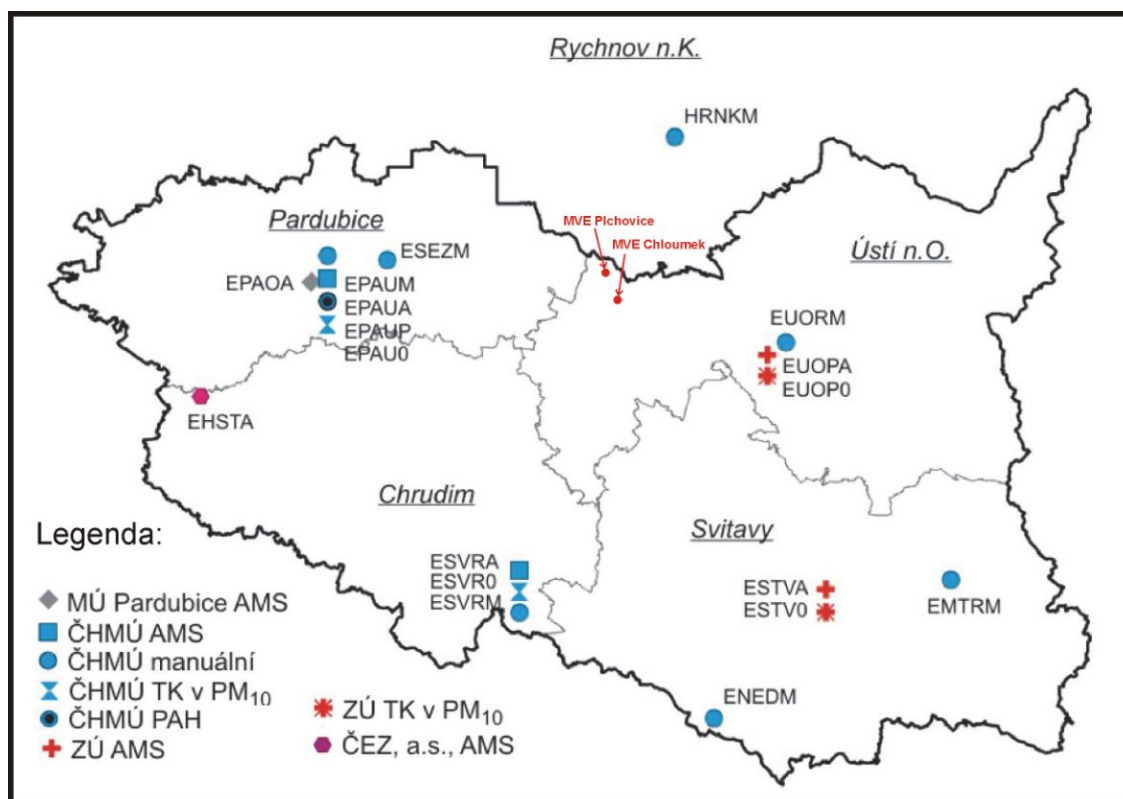 Rychnov n.K.
HRNKM
Pardubice
MVE Plchovice
MVE Chloumek
ESEZM
Ústí n.O.
EPAOA
EPAUM
EPAUA
EPAUP
EPAU0
EUORM
EUOPA
EUOP0
EHSTA
Chrudim
Svitavy
Legenda:
ESVRA
ESVR0
ESVRM
ESTVA
ESTV0
EMTRM
ENEDM
MÚ Pardubice AMS
ČHMÚ AMS
ČHMÚ manuální
ČHMÚ TK v PM10
ČHMÚ PAH
ZÚ AMS
ZÚ TK v PM10
ČEZ, a.s., AMS